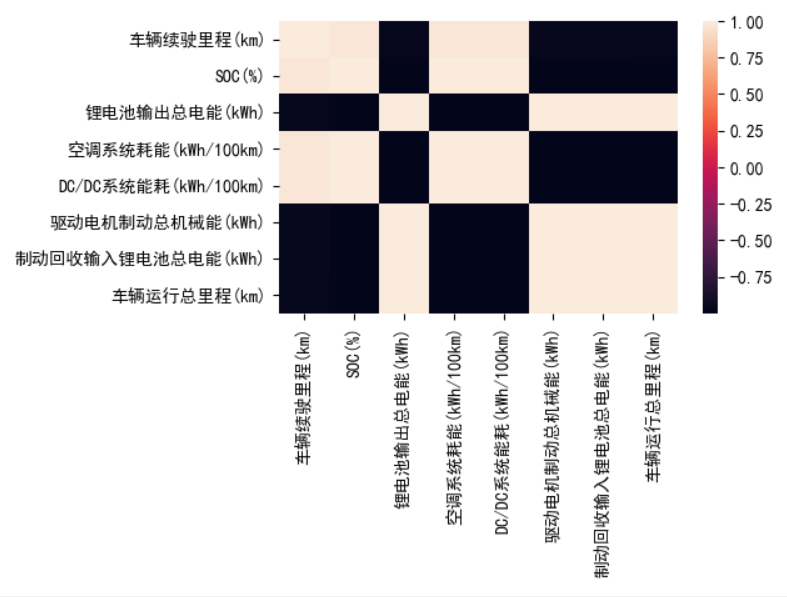 车辆续驶里程(km)
SOC(%)
锂电池输出总电能(kWh)
空调系统耗能(kWh/100km)
DC/DC系统能耗(kWh/100km)
驱动电机制动总机械能(kWh)
制动回收输入锂电池总电能(kWh)
车辆运行总里程(km)
1.00
0.75
0.50
0.25
0.00
−0.25
−0.50
−0.75
车辆续驶里程(km)
SOC(%)
锂电池输出总电能(kWh)
空调系统耗能(kWh/100km)
DC/DC系统能耗(kWh/100km)
驱动电机制动总机械能(kWh)
制动回收输入锂电池总电能(kWh)
车辆运行总里程(km)